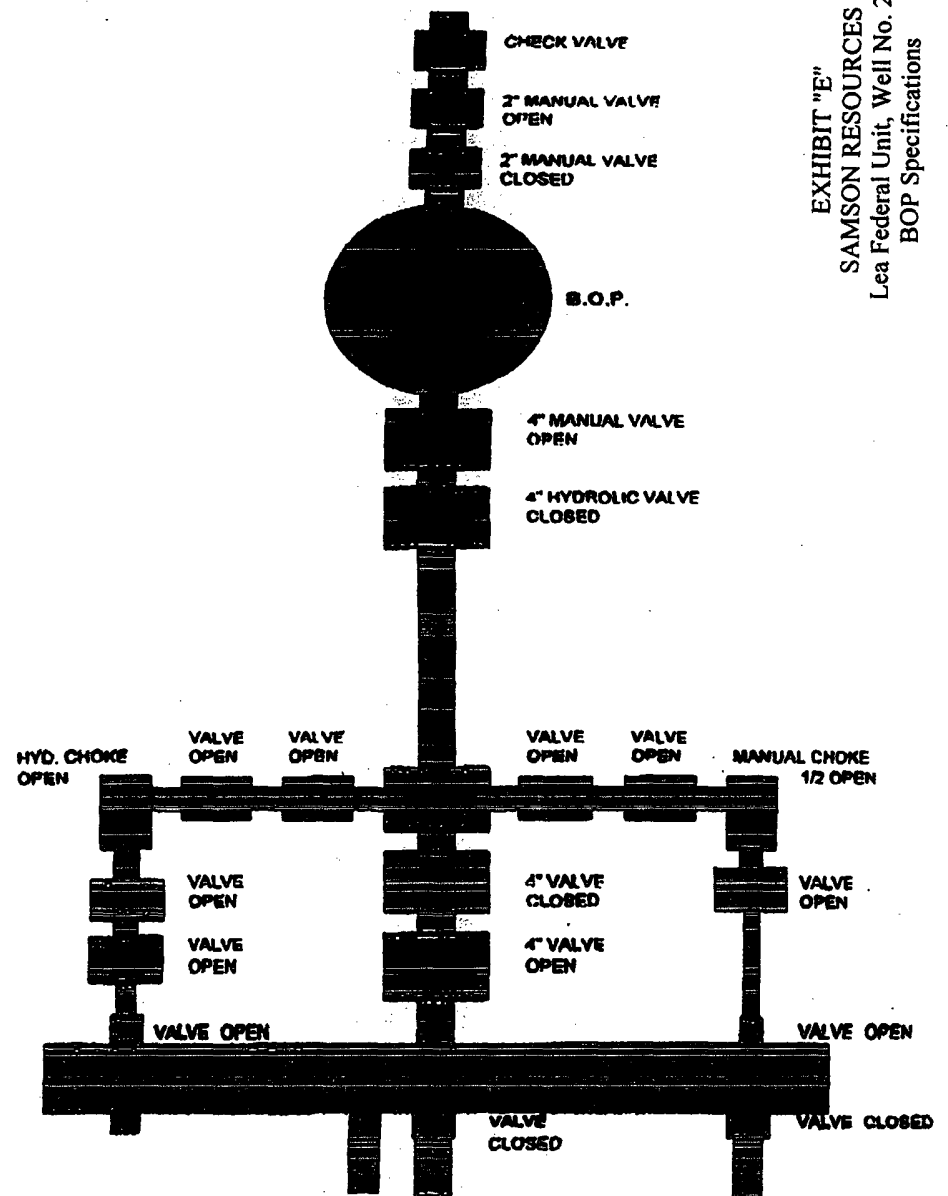 EXHIBIT "E"
SAMSON RESOURCES
Lea Federal Unit, Well No. 2
BOP Specifications
CHECK VALVE
2" MANUAL VALVE
OPEN
2" MANUAL VALVE
CLOSED
B.O.P.
4" MANUAL VALVE
OPEN
4" HYDROLIC VALVE
CLOSED
HYD. CHOKE
OPEN
VALVE
OPEN
VALVE
OPEN
VALVE
OPEN
VALVE
OPEN
MANUAL CHOKE
1/2 OPEN
VALVE
OPEN
4" VALVE
CLOSED
VALVE
OPEN
VALVE
OPEN
4" VALVE
OPEN
VALVE OPEN
VALVE OPEN
VALVE
CLOSED
VALVE CLOSED